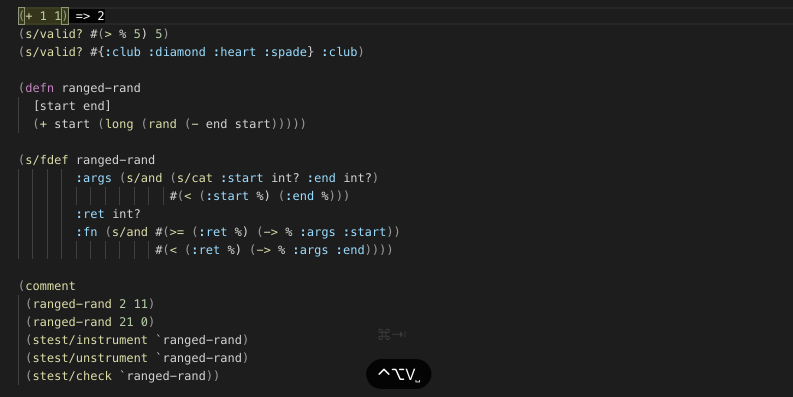 (+ 1 1) => 2
(s/valid? #(> % 5) 5)
(s/valid? #{:club :diamond :heart :spade} :club)

(defn ranged-rand
  [start end]
  (+ start (long (rand (- end start)))))

(s/fdef ranged-rand
        :args (s/and (s/cat :start int? :end int?)
                     #(< (:start %) (:end %)))
        :ret int?
        :fn (s/and #(>= (:ret %) (-> % :args :start))
                   #(< (:ret %) (-> % :args :end))))

(comment
 (ranged-rand 2 11)
 (ranged-rand 21 0)
 (stest/instrument `ranged-rand)
 (stest/unstrument `ranged-rand)
 (stest/check `ranged-rand))
⌘⇥
⌃⌥V␣